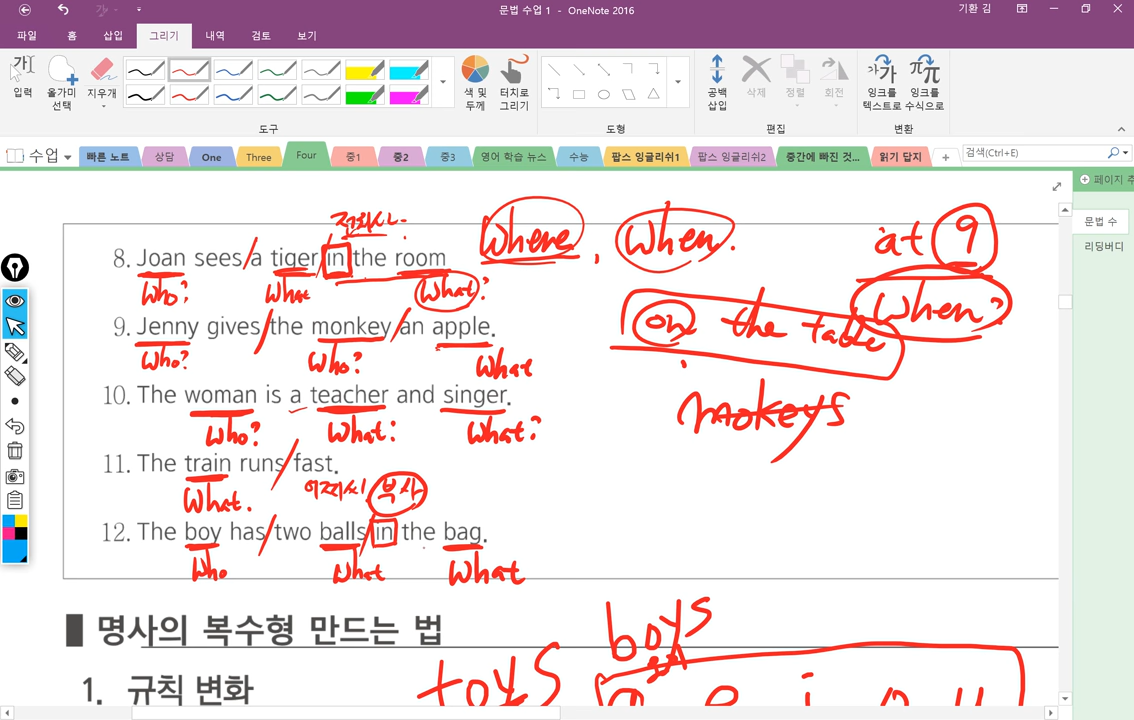 문법 수업 1 - OneNote 2016
기환 김
파일 홈 삽입 그리기 내역 검토 보기
입력
올가미 선택
지우개
색 및 두께
터치로 그리기
공백 삽입
삭제
정렬
회전
잉크를 텍스트로
잉크를 수식으로
도구 도형 편집 변환
수업 빠른 노트 상담 One Three Four 중1 중2 중3 영어 학습 뉴스 수능 팝스 잉글리쉬1 팝스 잉글리쉬2 중간에 빠진 것... 읽기 답지 + 검색(Ctrl+E)
페이지 추
문법 수
리딩버디
전치사
Where, When.
at 9
8. Joan sees a tiger in the room
Who? What What?
When?
on the table
9. Jenny gives the monkey an apple.
Who? Who? What
10. The woman is a teacher and singer.
mokeys
Who? What? What?
11. The train runs fast.
What. 부사
12. The boy has two balls in the bag.
Who What What
명사의 복수형 만드는 법
boys
1. 규칙 변화
toys